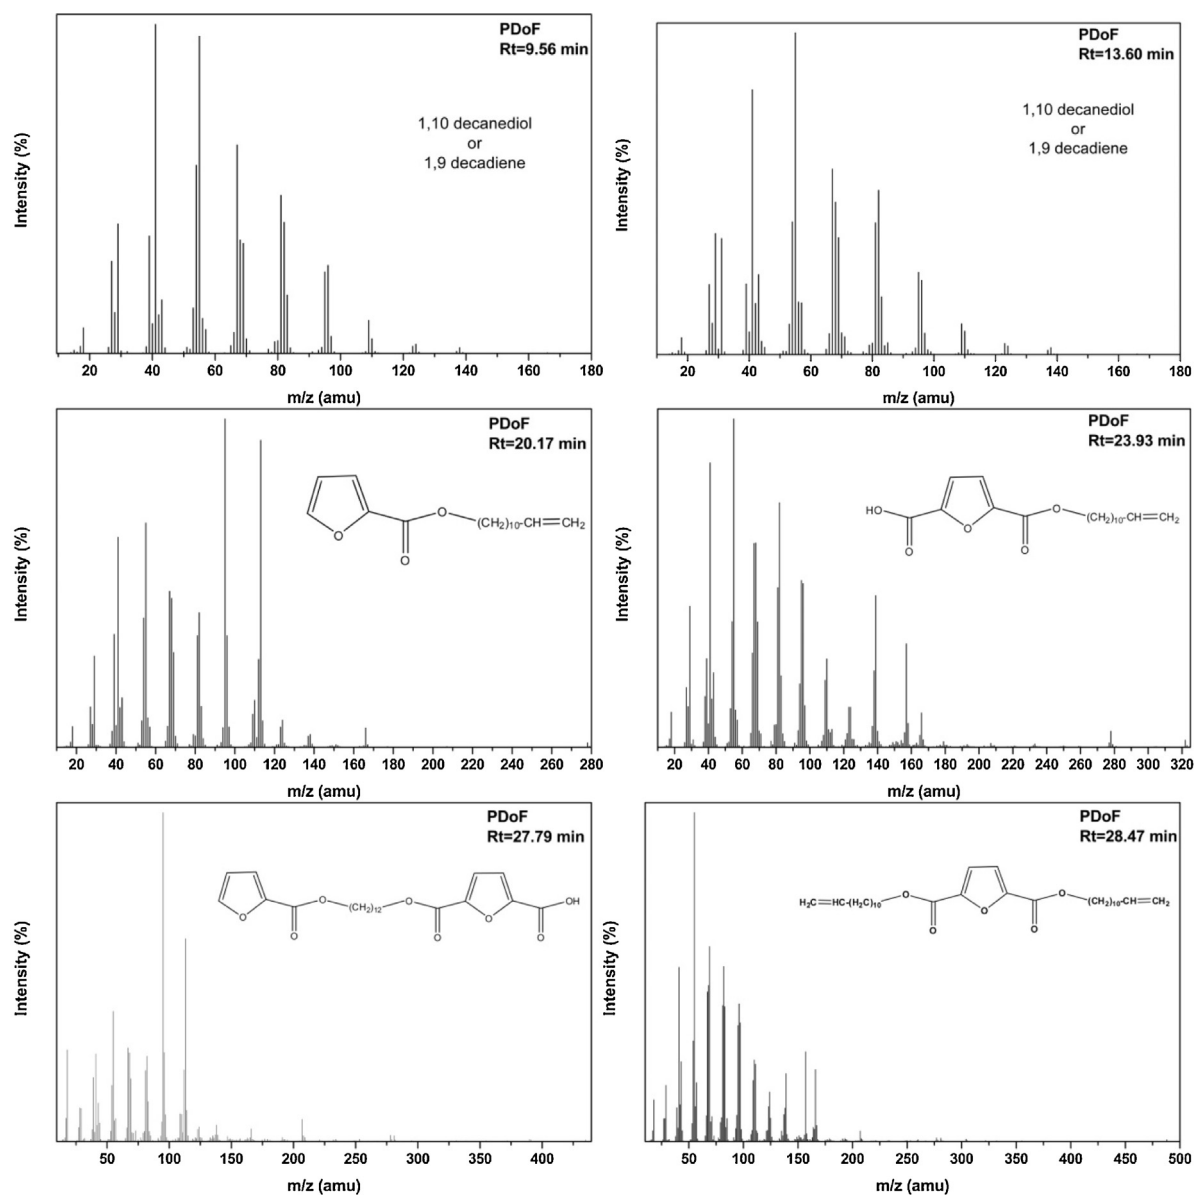 PDoF
Rt=9.56 min
1,10 decanediol
or
1,9 decadiene
Intensity (%)
20 40 60 80 100 120 140 160 180
m/z (amu)
PDoF
Rt=13.60 min
1,10 decanediol
or
1,9 decadiene
Intensity (%)
20 40 60 80 100 120 140 160 180
m/z (amu)
PDoF
Rt=20.17 min
O
O
O
(CH₂)₁₀-CH=CH₂
Intensity (%)
20 40 60 80 100 120 140 160 180 200 220 240 260 280
m/z (amu)
PDoF
Rt=23.93 min
HO
O
O
O
O
(CH₂)₁₀-CH=CH₂
Intensity (%)
20 40 60 80 100 120 140 160 180 200 220 240 260 280 300 320
m/z (amu)
PDoF
Rt=27.79 min
O
O
O
(CH₂)₁₂
O
O
O
O
OH
Intensity (%)
50 100 150 200 250 300 350 400
m/z (amu)
PDoF
Rt=28.47 min
H₂C=HC-(H₂C)₁₀
O
O
O
O
O
(CH₂)₁₀-CH=CH₂
Intensity (%)
50 100 150 200 250 300 350 400 450 500
m/z (amu)